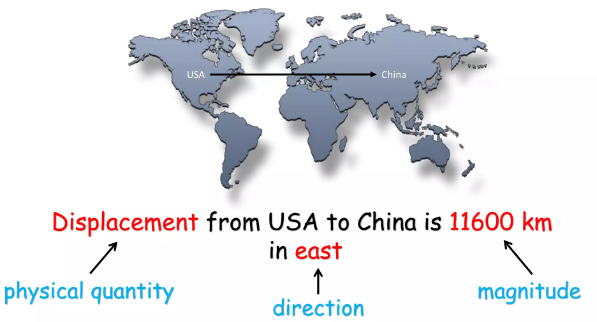 USA
China
Displacement from USA to China is 11600 km
in east
physical quantity
direction
magnitude